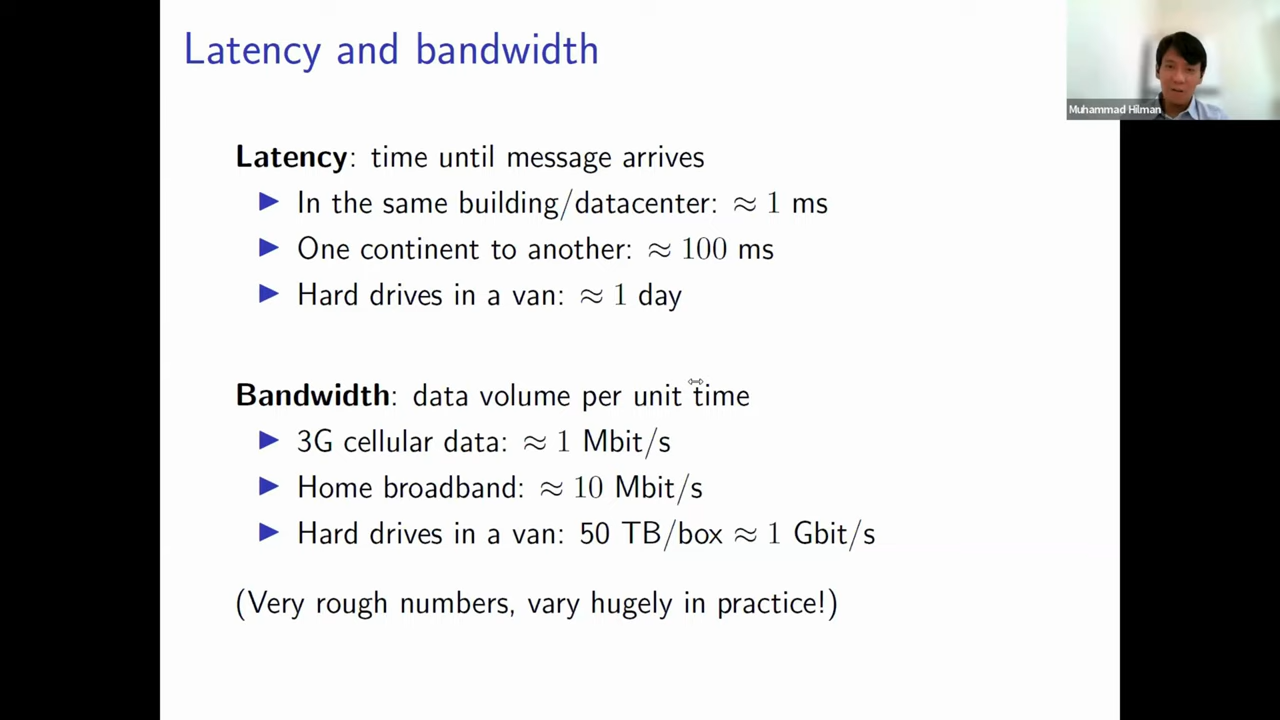 Latency and bandwidth
Muhammad Hilman
Latency: time until message arrives
▶ In the same building/datacenter: ≈ 1 ms
▶ One continent to another: ≈ 100 ms
▶ Hard drives in a van: ≈ 1 day
Bandwidth: data volume per unit time
▶ 3G cellular data: ≈ 1 Mbit/s
▶ Home broadband: ≈ 10 Mbit/s
▶ Hard drives in a van: 50 TB/box ≈ 1 Gbit/s
(Very rough numbers, vary hugely in practice!)